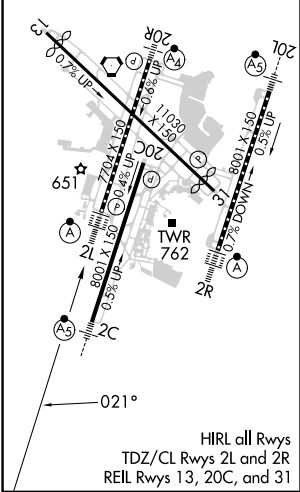 13
20R
A4
20L
A5
P
0.7% UP
0.6% UP
11030
X 150
7704 X 150
8001 X 150
0.5% UP
20C
0.4% UP
P
P
31
651
P
A
2L
TWR
762
0.7% DOWN
2R
A
8001 X 150
0.5% UP
A5
2C
021°
HIRL all Rwys
TDZ/CL Rwys 2L and 2R
REIL Rwys 13, 20C, and 31